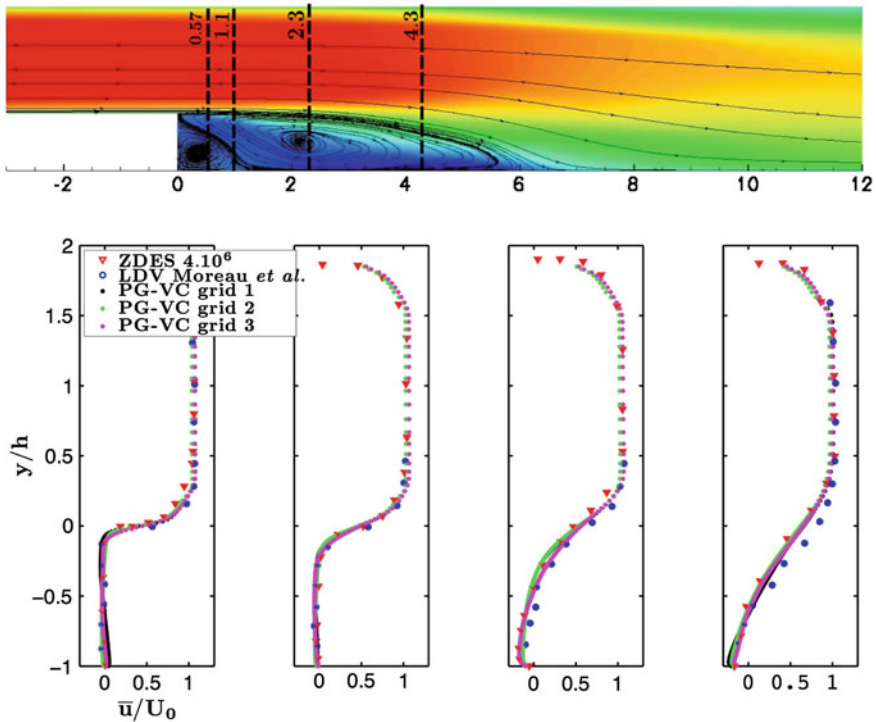 0.57 1.1 2.3 4.3
-2 0 2 4 6 8 10 12
2
1.5
1
0.5
0
−0.5
−1
y/h
ZDES 4.10⁶
LDV Moreau et al.
PG-VC grid 1
PG-VC grid 2
PG-VC grid 3
0 0.5 1 0 0.5 1 0 0.5 1 0 0.5 1
u̅/U₀